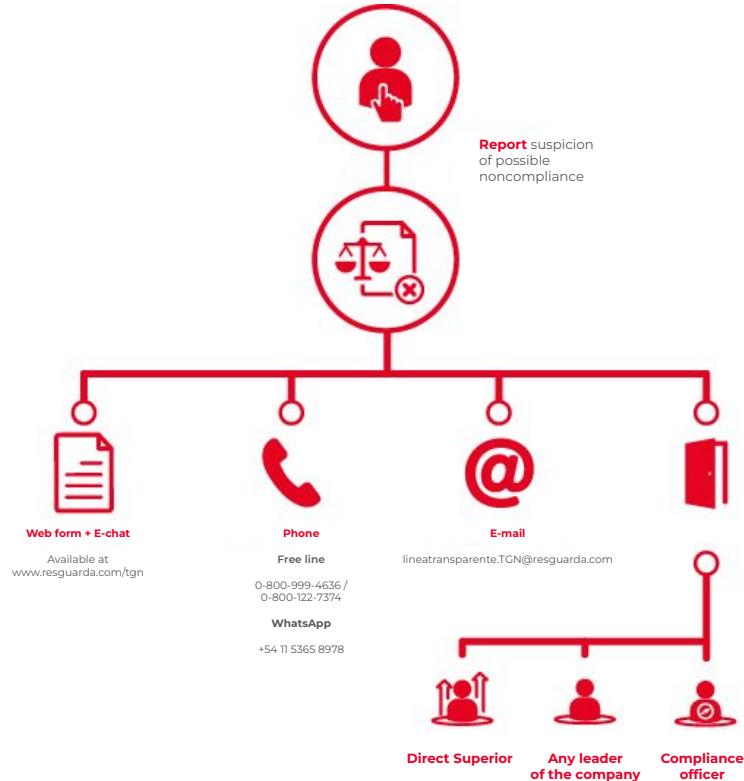 Report suspicion
of possible
noncompliance
Web form + E-chat
Available at
www.resguarda.com/tgn
Phone
Free line
0-800-999-4636 /
0-800-122-7374
WhatsApp
+54 11 5365 8978
E-mail
lineatransparente.TGN@resguarda.com
Direct Superior
Any leader
of the company
Compliance
officer